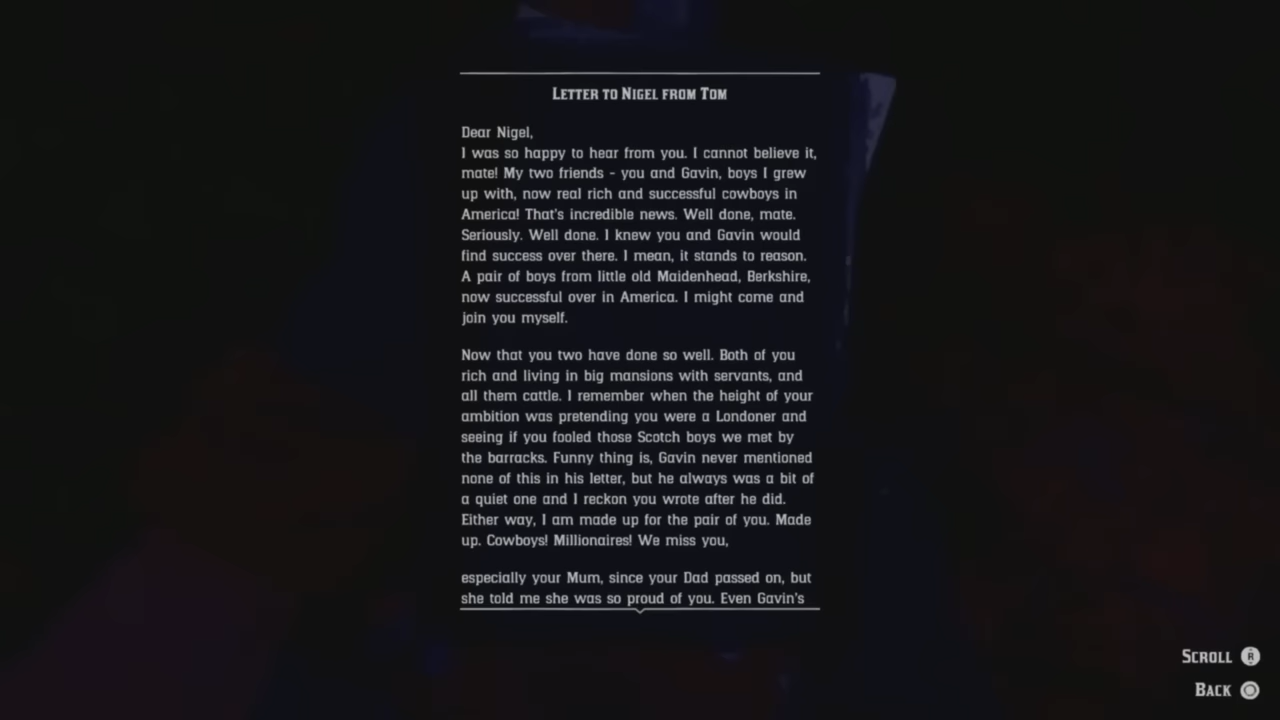 Letter to Nigel from Tom
Dear Nigel,
I was so happy to hear from you. I cannot believe it,
mate! My two friends - you and Gavin, boys I grew
up with, now real rich and successful cowboys in
America! That's incredible news. Well done, mate.
Seriously. Well done. I knew you and Gavin would
find success over there. I mean, it stands to reason.
A pair of boys from little old Maidenhead, Berkshire,
now successful over in America. I might come and
join you myself.
Now that you two have done so well. Both of you
rich and living in big mansions with servants, and
all them cattle. I remember when the height of your
ambition was pretending you were a Londoner and
seeing if you fooled those Scotch boys we met by
the barracks. Funny thing is, Gavin never mentioned
none of this in his letter, but he always was a bit of
a quiet one and I reckon you wrote after he did.
Either way, I am made up for the pair of you. Made
up. Cowboys! Millionaires! We miss you,
especially your Mum, since your Dad passed on, but
she told me she was so proud of you. Even Gavin's
Scroll R
Back